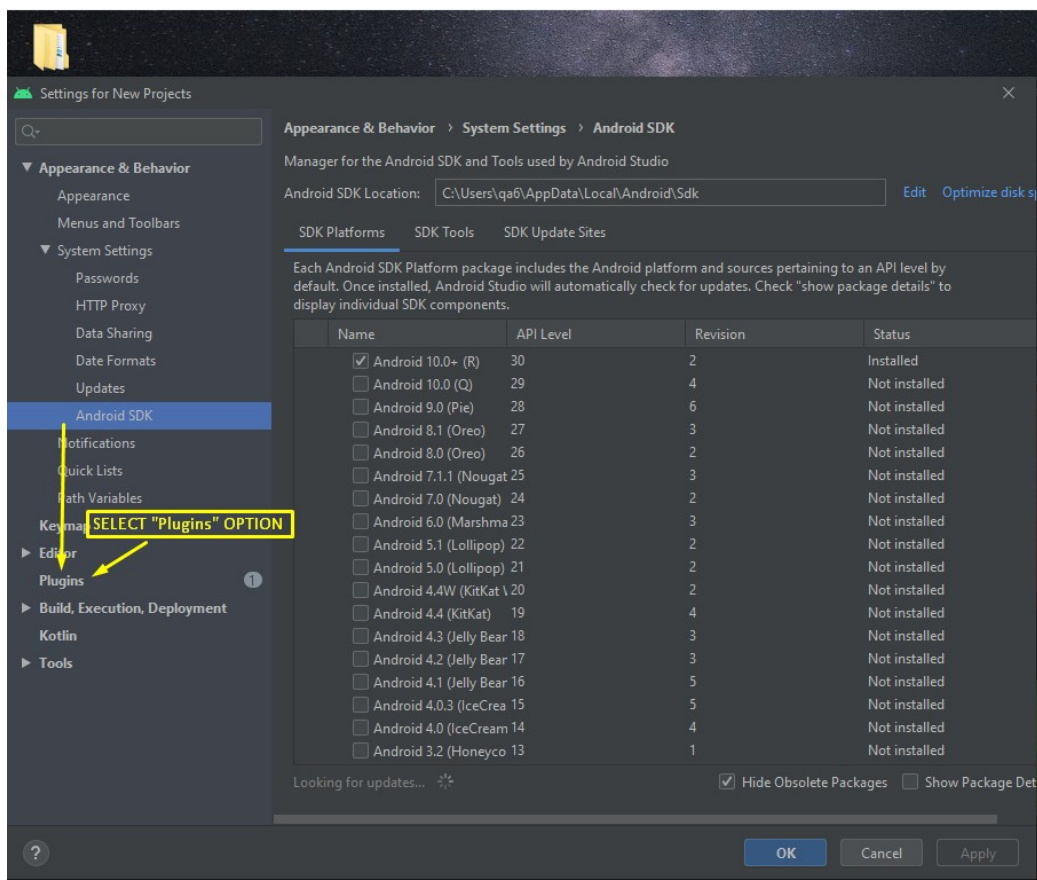 Settings for New Projects
Appearance & Behavior
Appearance
Menus and Toolbars
System Settings
Passwords
HTTP Proxy
Data Sharing
Date Formats
Updates
Android SDK
Notifications
Quick Lists
Path Variables
Keymap
SELECT "Plugins" OPTION
Editor
Plugins 1
Build, Execution, Deployment
Kotlin
Tools
Appearance & Behavior › System Settings › Android SDK
Manager for the Android SDK and Tools used by Android Studio
Android SDK Location: C:\Users\qa6\AppData\Local\Android\Sdk Edit Optimize disk sp
SDK Platforms SDK Tools SDK Update Sites
Each Android SDK Platform package includes the Android platform and sources pertaining to an API level by
default. Once installed, Android Studio will automatically check for updates. Check "show package details" to
display individual SDK components.
Name API Level Revision Status
Android 10.0+ (R) 30 2 Installed
Android 10.0 (Q) 29 4 Not installed
Android 9.0 (Pie) 28 6 Not installed
Android 8.1 (Oreo) 27 3 Not installed
Android 8.0 (Oreo) 26 2 Not installed
Android 7.1.1 (Nougat 25 3 Not installed
Android 7.0 (Nougat) 24 2 Not installed
Android 6.0 (Marshma 23 3 Not installed
Android 5.1 (Lollipop) 22 2 Not installed
Android 5.0 (Lollipop) 21 2 Not installed
Android 4.4W (KitKat \ 20 2 Not installed
Android 4.4 (KitKat) 19 4 Not installed
Android 4.3 (Jelly Bear 18 3 Not installed
Android 4.2 (Jelly Bear 17 3 Not installed
Android 4.1 (Jelly Bear 16 5 Not installed
Android 4.0.3 (IceCrea 15 5 Not installed
Android 4.0 (IceCream 14 4 Not installed
Android 3.2 (Honeyco 13 1 Not installed
Looking for updates... Hide Obsolete Packages Show Package Det
? OK Cancel Apply